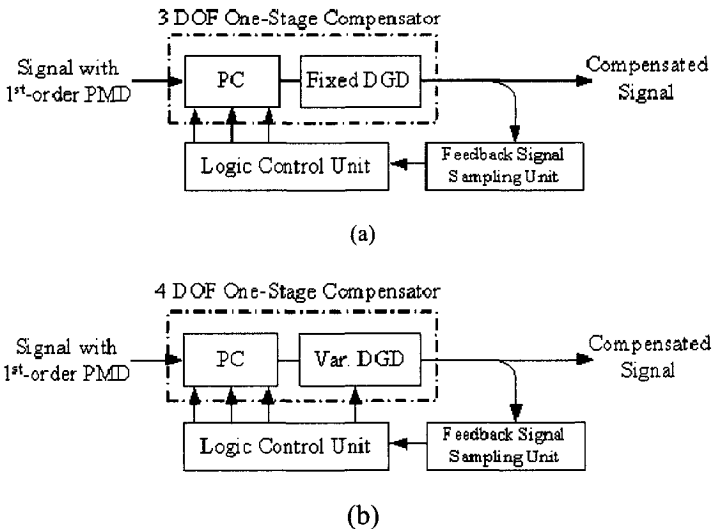 3 DOF One-Stage Compensator
Signal with
1st-order PMD
PC
Fixed DGD
Compensated
Signal
Logic Control Unit
Feedback Signal
Sampling Unit
(a)
4 DOF One-Stage Compensator
Signal with
1st-order PMD
PC
Var. DGD
Compensated
Signal
Logic Control Unit
Feedback Signal
Sampling Unit
(b)